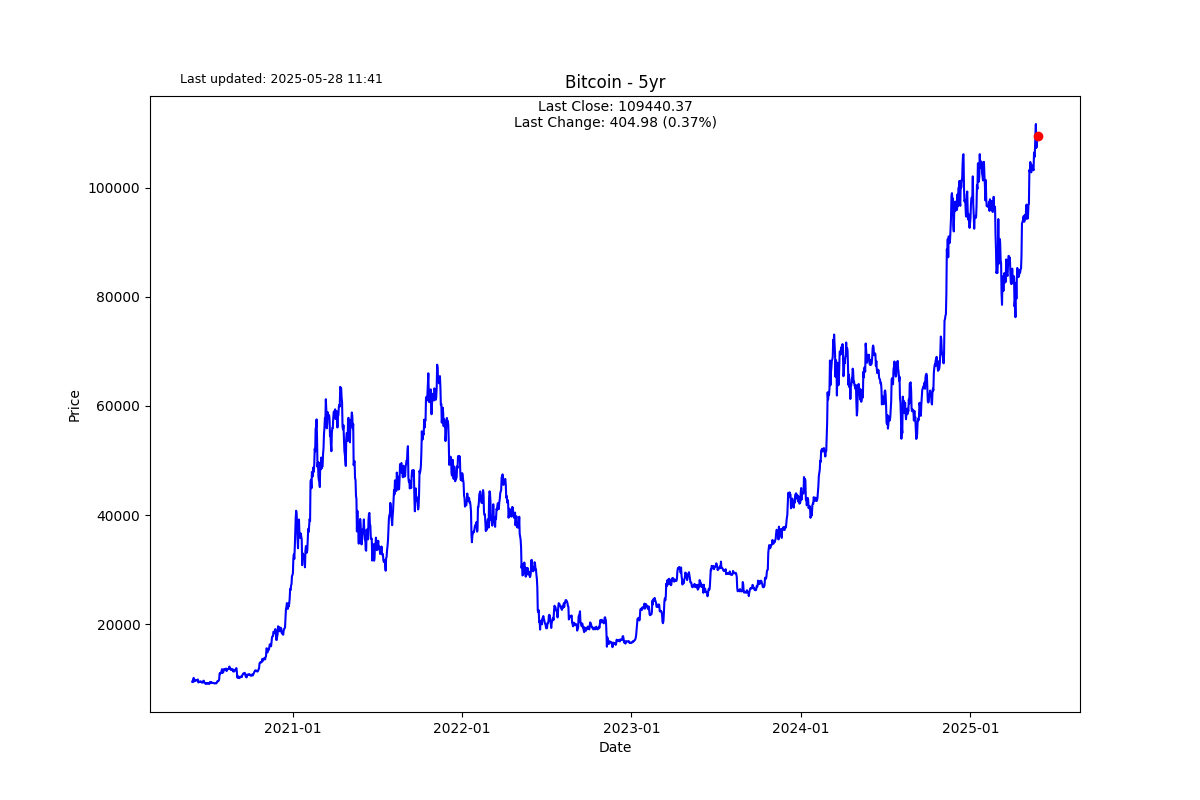 Last updated: 2025-05-28 11:41
Bitcoin - 5yr
Last Close: 109440.37
Last Change: 404.98 (0.37%)
100000
80000
60000
40000
20000
Price
2021-01
2022-01
2023-01
2024-01
2025-01
Date